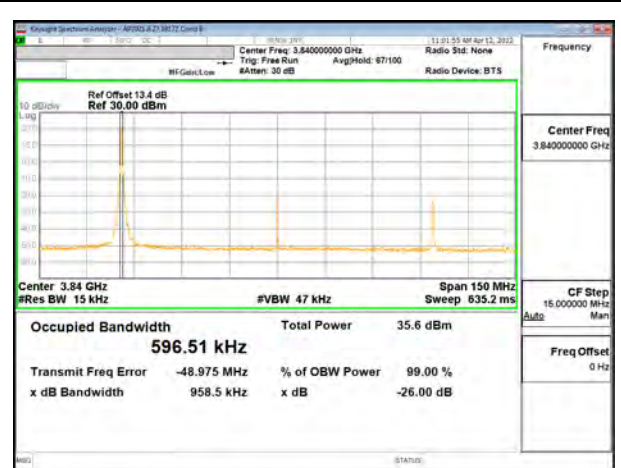 Keysight Spectrum Analyzer
11:01:55 AM Apr 12, 2022
Center Freq: 3.840000000 GHz
Radio Std: None
Frequency
Trig: Free Run
Avg|Hold: 67/100
#IFGain:Low
#Atten: 30 dB
Radio Device: BTS
Ref Offset 13.4 dB
10 dB/div
Ref 30.00 dBm
Log
Center Freq
3.840000000 GHz
Center 3.84 GHz
Span 150 MHz
#Res BW 15 kHz
#VBW 47 kHz
Sweep 635.2 ms
CF Step
15.000000 MHz
Auto
Man
Occupied Bandwidth
Total Power
35.6 dBm
596.51 kHz
Freq Offset
0 Hz
Transmit Freq Error
-48.975 MHz
% of OBW Power
99.00 %
x dB Bandwidth
958.5 kHz
x dB
-26.00 dB
MSG
STATUS